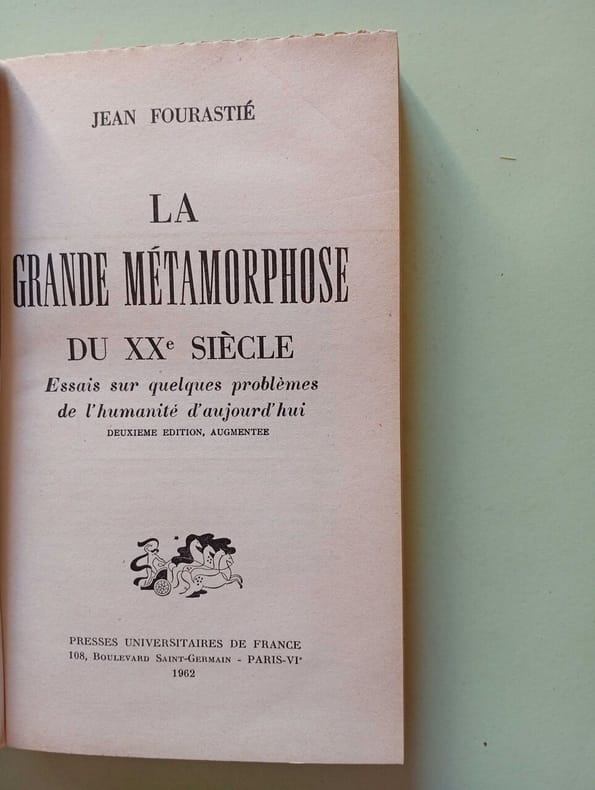 JEAN FOURASTIÉ
LA
GRANDE MÉTAMORPHOSE
DU XXe SIÈCLE
Essais sur quelques problèmes
de l'humanité d'aujourd'hui
DEUXIEME EDITION, AUGMENTEE
PRESSES UNIVERSITAIRES DE FRANCE
108, BOULEVARD SAINT-GERMAIN - PARIS-VIe
1962